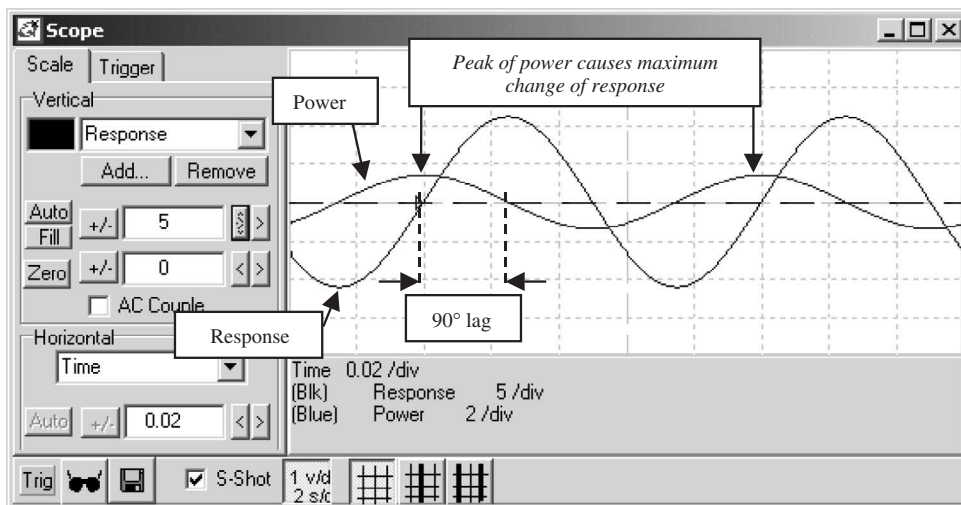 Scope
Scale
Trigger
Vertical
Response
Add...
Remove
Auto
Fill
+/-
5
>
Zero
+/-
0
<
>
AC Couple
Horizontal
Time
Auto
+/-
0.02
<
>
Power
Peak of power causes maximum
change of response
Response
90° lag
Time 0.02 /div
(Blk) Response 5 /div
(Blue) Power 2 /div
Trig
S-Shot
1 v/d
2 s/c